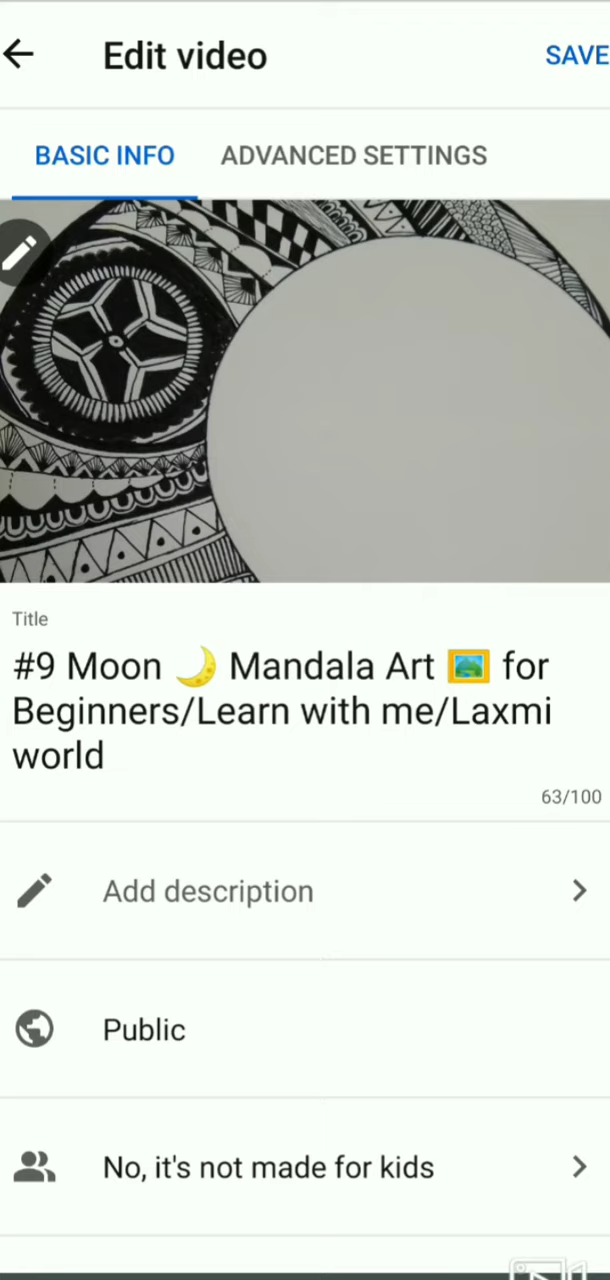 Edit video
SAVE
BASIC INFO
ADVANCED SETTINGS
Title
#9 Moon 🌙 Mandala Art 🖼️ for
Beginners/Learn with me/Laxmi
world
63/100
Add description
Public
No, it's not made for kids